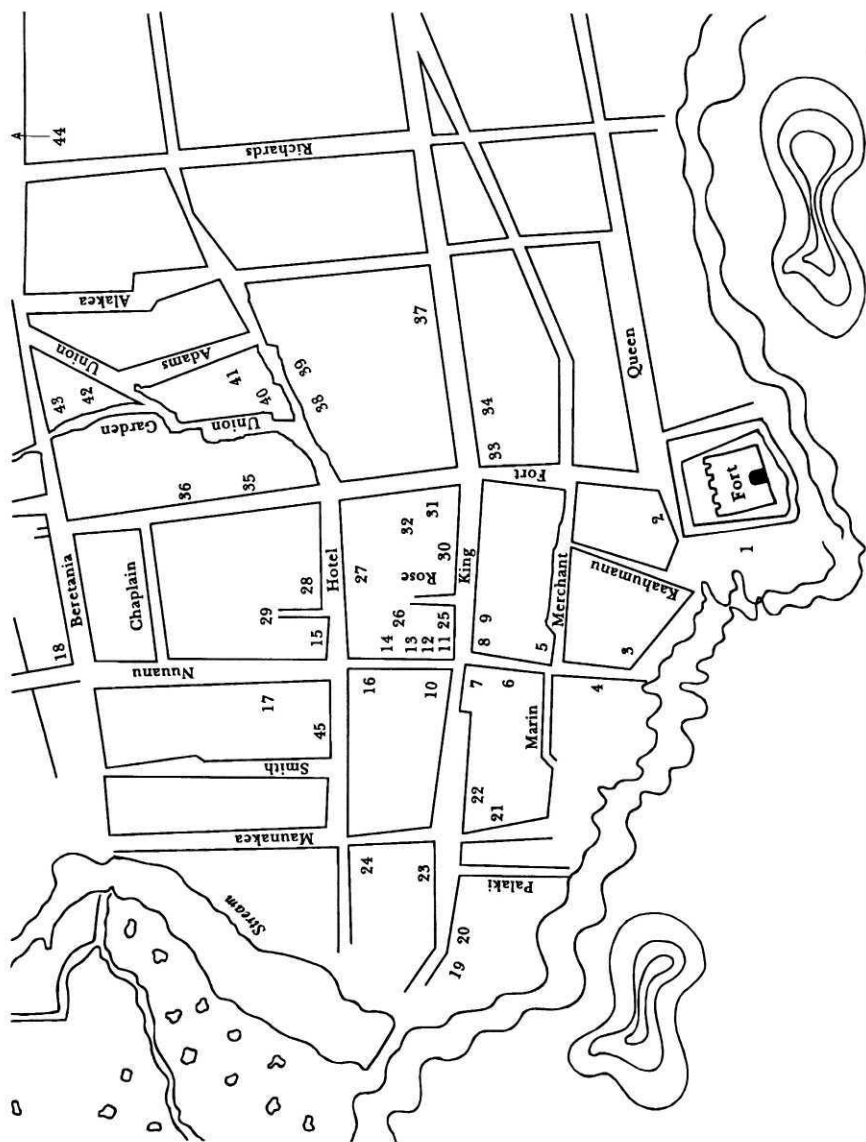 44
Richards
Alakea
Union
Adams
43
42
41
40
39
38
37
Garden
Union
Queen
36
35
34
33
Fort
Fort
2
1
Beretania
Chaplain
Hotel
King
Merchant
Kaahumanu
32
31
30
Rose
28
27
29
26
25
18
15
14
13
12
11
9
8
5
3
Nuuanu
17
16
10
7
6
4
45
Marin
Smith
22
21
Maunakea
24
23
Palaki
Stream
20
19